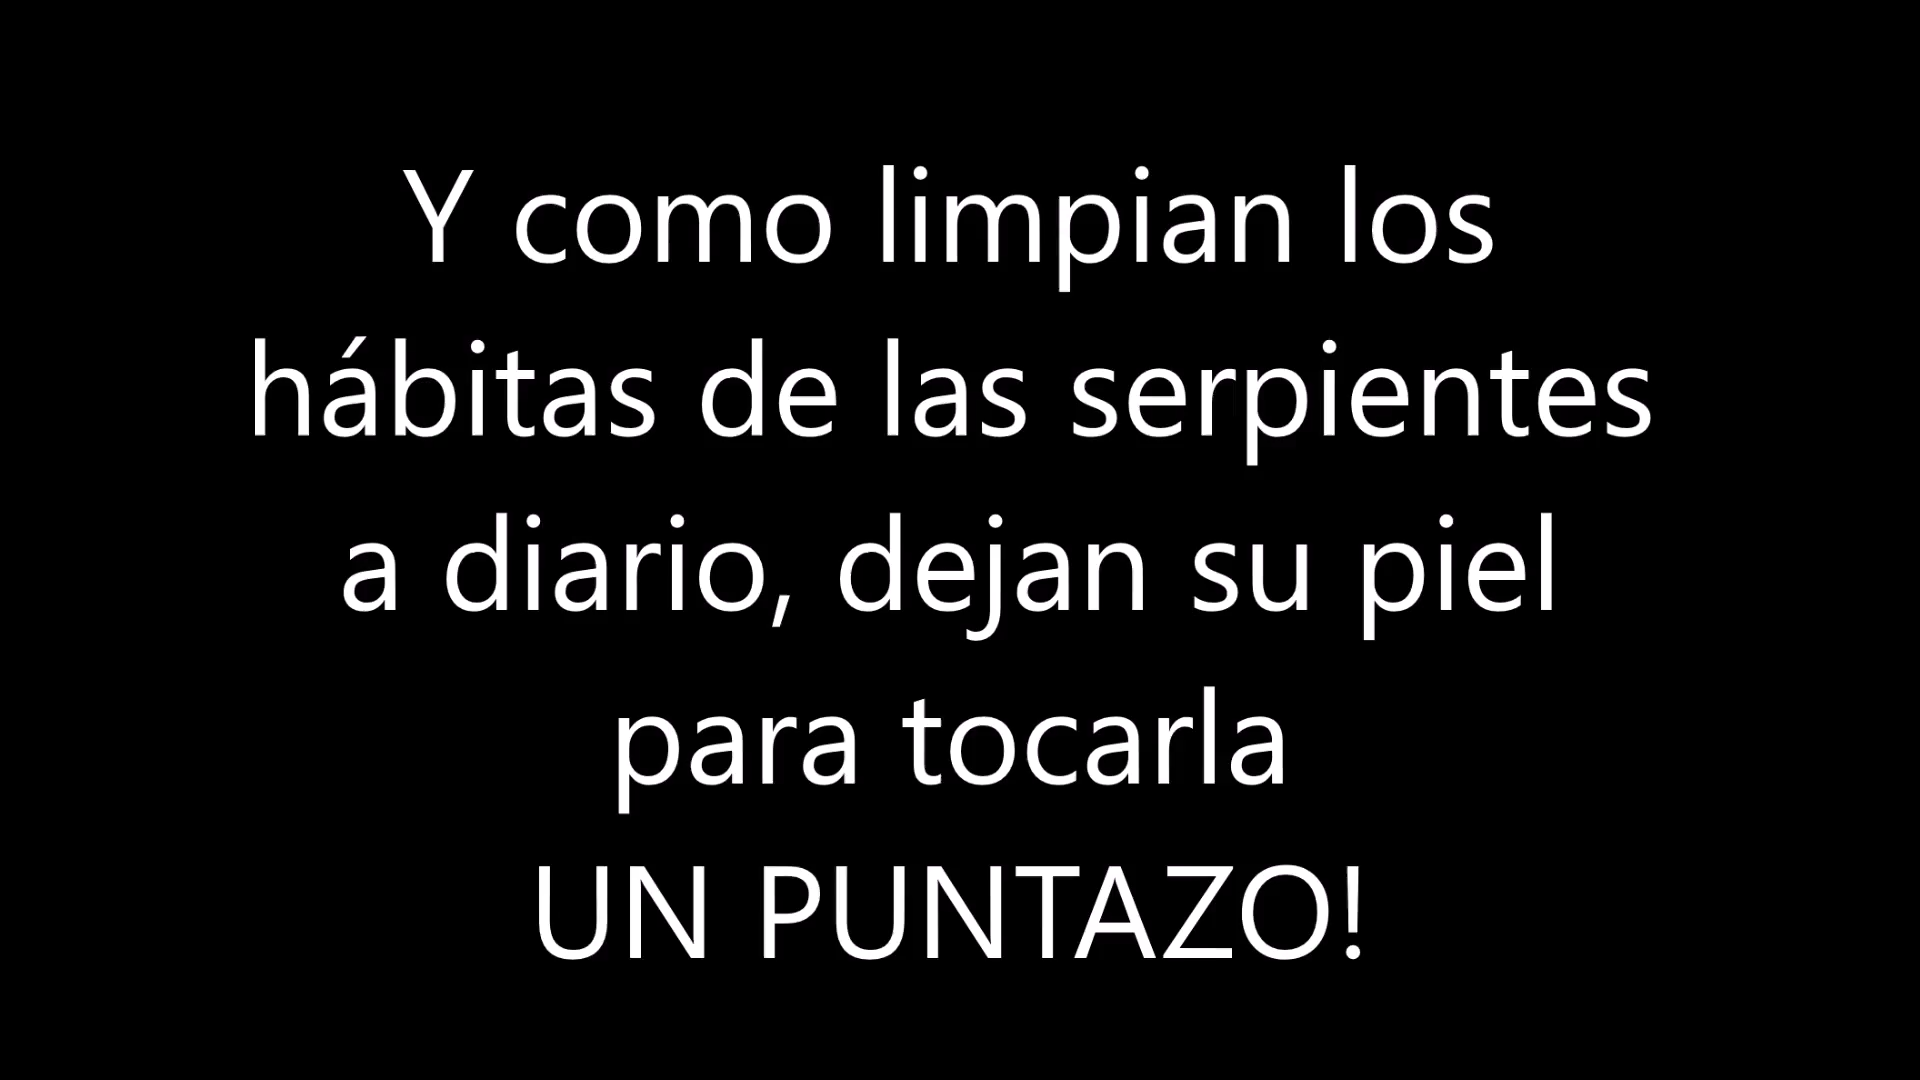 Y como limpian los
hábitas de las serpientes
a diario, dejan su piel
para tocarla
UN PUNTAZO!